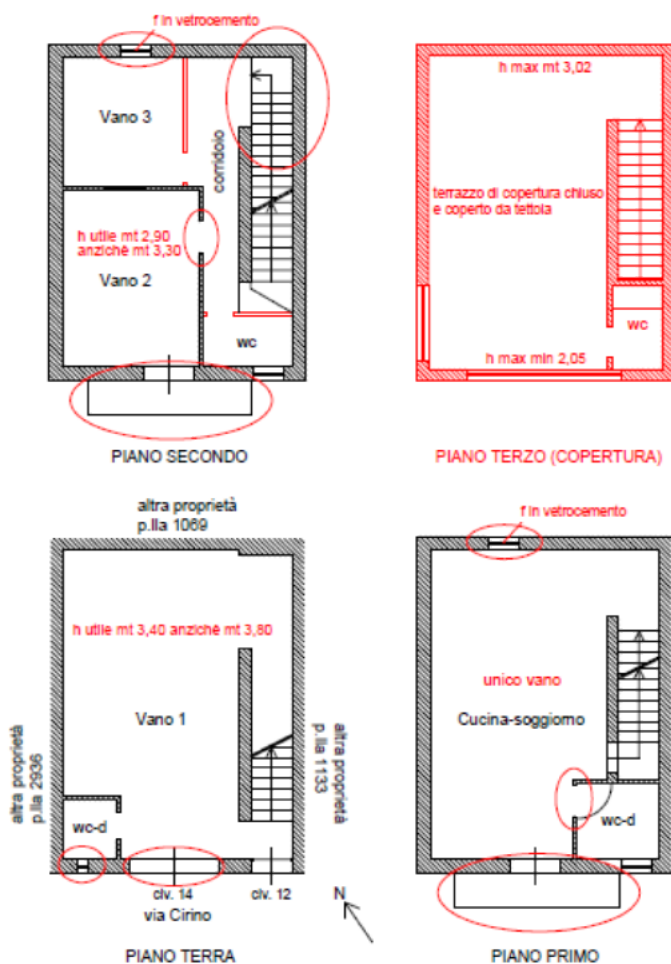 f in vetrocemento
Vano 3
corridoio
h utile mt 2,90
anzichè mt 3,30
Vano 2
wc
PIANO SECONDO
h max mt 3,02
terrazzo di copertura chiuso
e coperto da tettoia
wc
h max min 2,05
PIANO TERZO (COPERTURA)
altra proprietà
p.lla 1069
h utile mt 3,40 anzichè mt 3,80
Vano 1
altra proprietà
p.lla 2936
altra proprietà
p.lla 1133
wc-d
civ. 14
civ. 12
via Cirino
N
PIANO TERRA
f in vetrocemento
unico vano
Cucina-soggiorno
wc-d
PIANO PRIMO